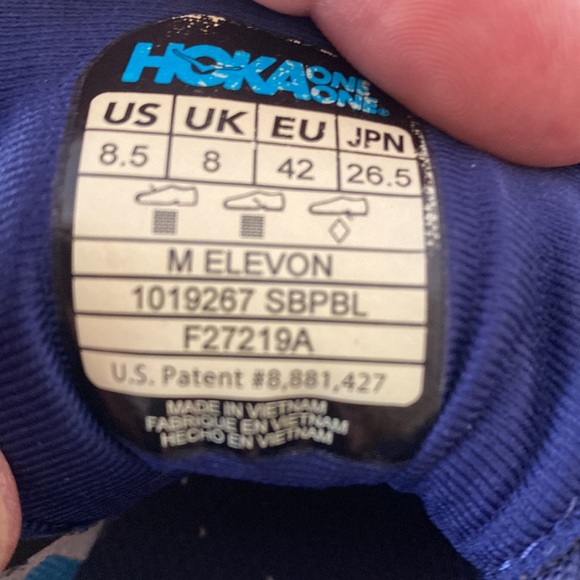 HOKA ONE ONE®
US UK EU JPN
8.5 8 42 26.5
M ELEVON
1019267 SBPBL
F27219A
U.S. Patent #8,881,427
MADE IN VIETNAM
FABRIQUE EN VIETNAM
HECHO EN VIETNAM